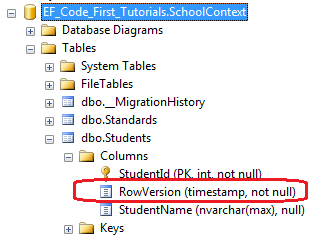 EF_Code_First_Tutorials.SchoolContext
Database Diagrams
Tables
System Tables
FileTables
dbo.__MigrationHistory
dbo.Standards
dbo.Students
Columns
StudentId (PK, int, not null)
RowVersion (timestamp, not null)
StudentName (nvarchar(max), null)
Keys